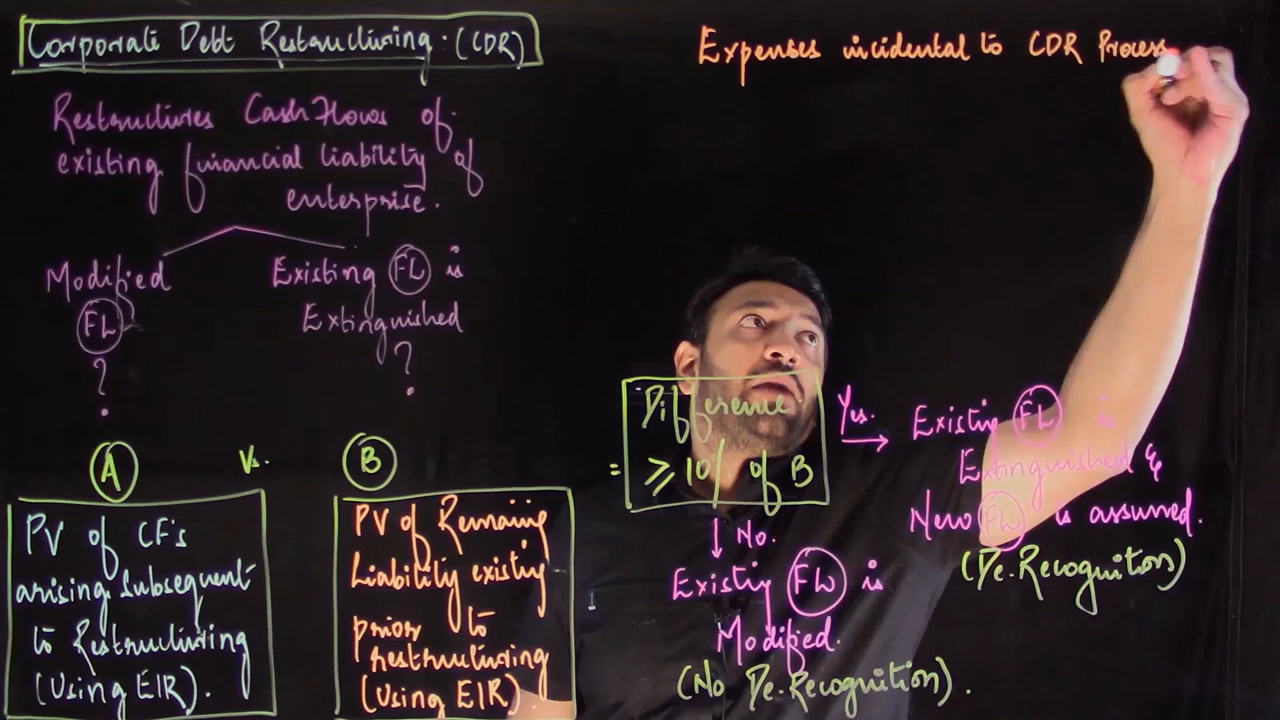 Corporate Debt Restructuring. (CDR)
Expenses incidental to CDR Process
Restructures Cash Flows of
existing financial liability of
enterprise.
Modified
FL
?
Existing FL is
Extinguished
?
A
Vs.
B
PV of CF's
arising subsequent
to Restructuring
(Using EIR).
PV of Remaing
Liability existing
prior to
restructuring
(Using EIR)
=
Difference
≥ 10% of B
Yes.
→
Existing FL is
Extinguished &
New FL is assumed.
(De-Recognition)
↓ No.
Existig FL is
Modified.
(No De-Recognition).